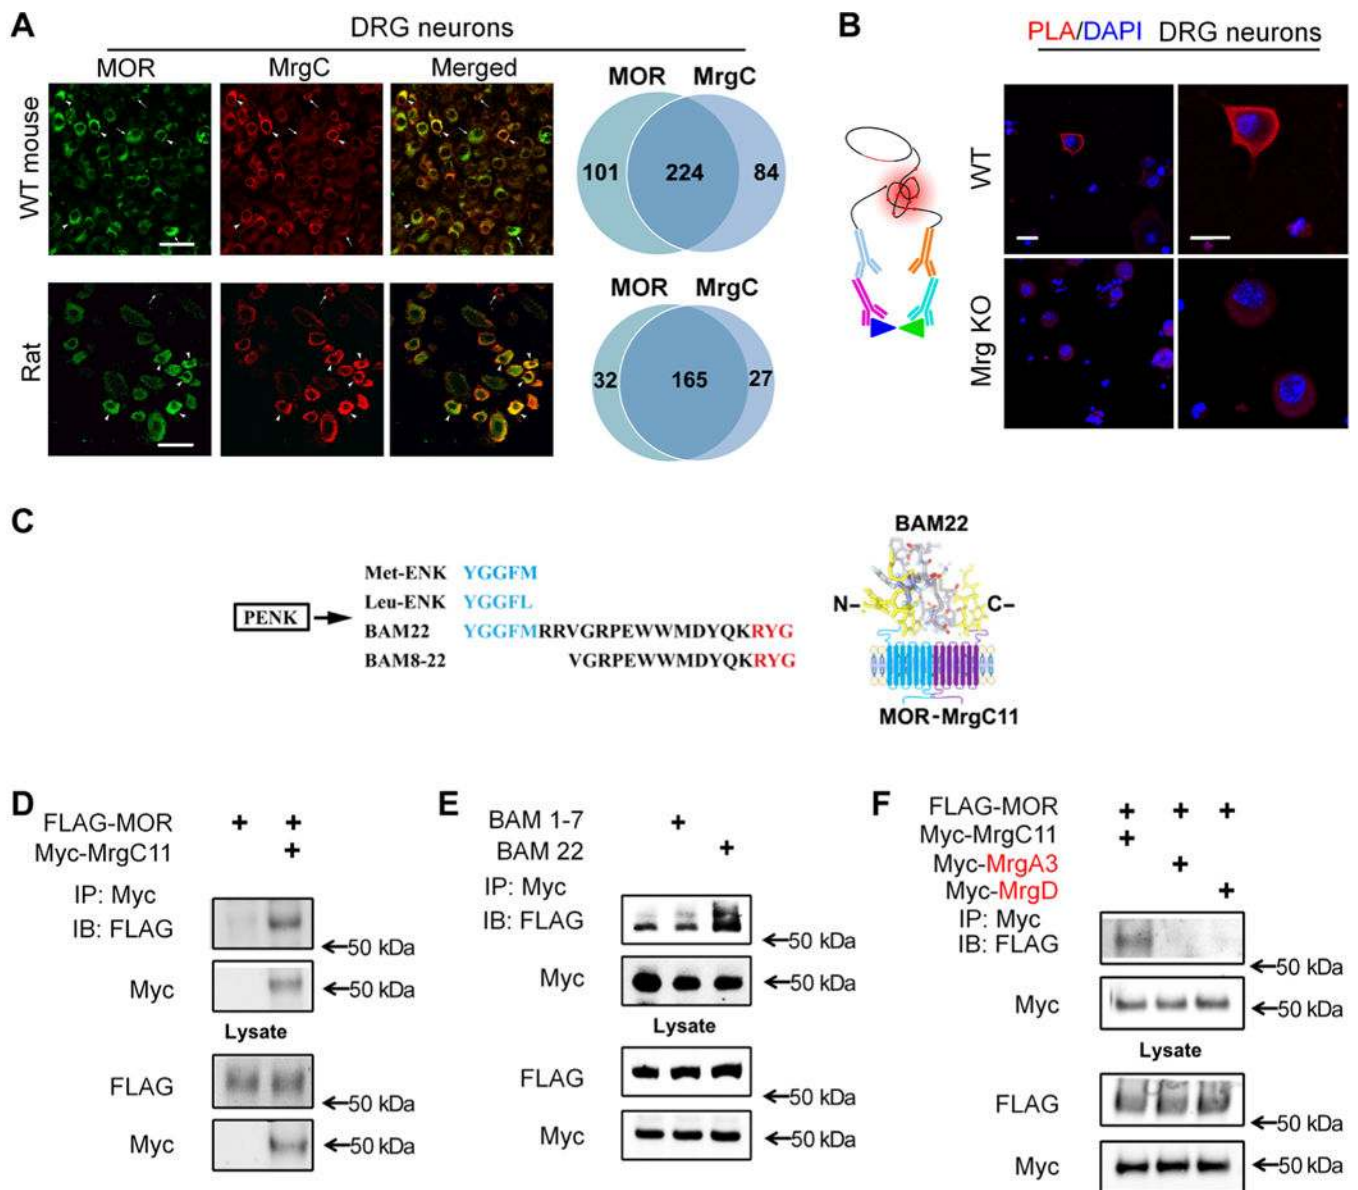 A
DRG neurons
MOR MrgC Merged
WT mouse
MOR MrgC
101 224 84
Rat
MOR MrgC
32 165 27
B
PLA/DAPI DRG neurons
WT
Mrg KO
C
PENK
Met-ENK YGGFM
Leu-ENK YGGFL
BAM22 YGGFMRRVGRPEWWMDYQKRYG
BAM8-22 VGRPEWWMDYQKRYG
BAM22
N– C–
MOR-MrgC11
D
FLAG-MOR + +
Myc-MrgC11 +
IP: Myc
IB: FLAG
←50 kDa
Myc ←50 kDa
Lysate
FLAG
←50 kDa
Myc ←50 kDa
E
BAM 1-7 +
BAM 22 +
IP: Myc
IB: FLAG
←50 kDa
Myc ←50 kDa
Lysate
FLAG
←50 kDa
Myc ←50 kDa
F
FLAG-MOR + + +
Myc-MrgC11 +
Myc-MrgA3 +
Myc-MrgD +
IP: Myc
IB: FLAG
←50 kDa
Myc ←50 kDa
Lysate
FLAG
←50 kDa
Myc ←50 kDa